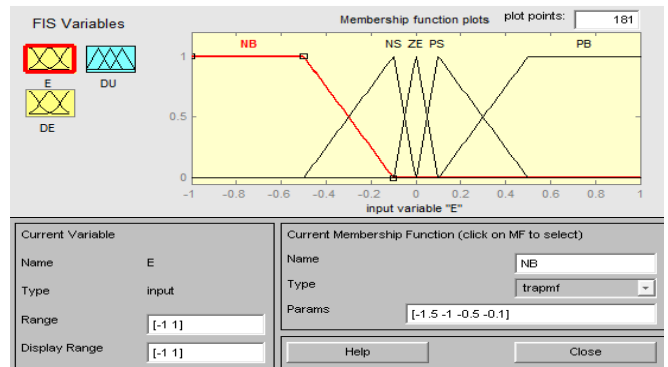 FIS Variables
E
DU
DE
Membership function plots plot points: 181
NB NS ZE PS PB
1
0.5
0
-1 -0.8 -0.6 -0.4 -0.2 0 0.2 0.4 0.6 0.8 1
input variable "E"
Current Variable
Name E
Type input
Range [-1 1]
Display Range [-1 1]
Current Membership Function (click on MF to select)
Name NB
Type trapmf
Params [-1.5 -1 -0.5 -0.1]
Help Close